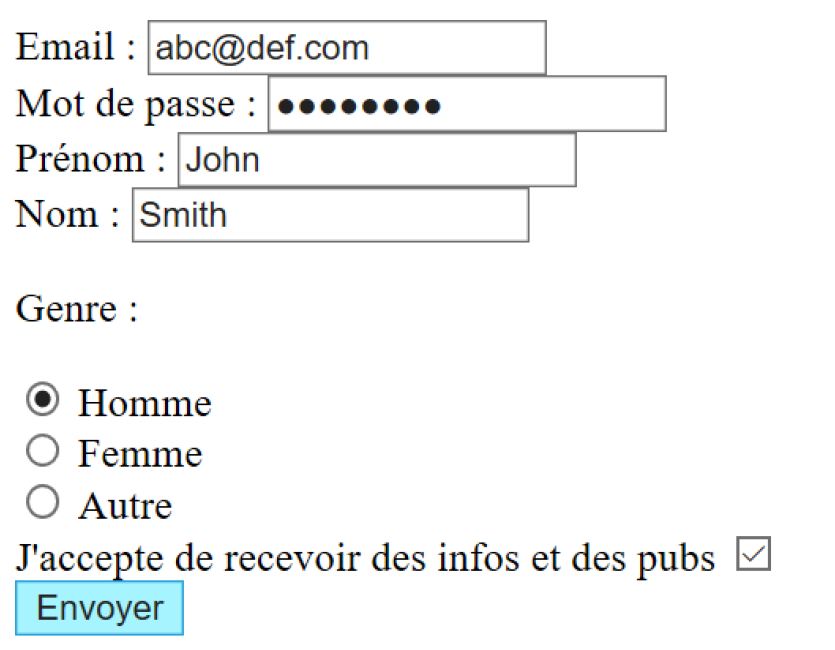 Email : abc@def.com
Mot de passe : ••••••••
Prénom : John
Nom : Smith
Genre :
Homme
Femme
Autre
J'accepte de recevoir des infos et des pubs
Envoyer